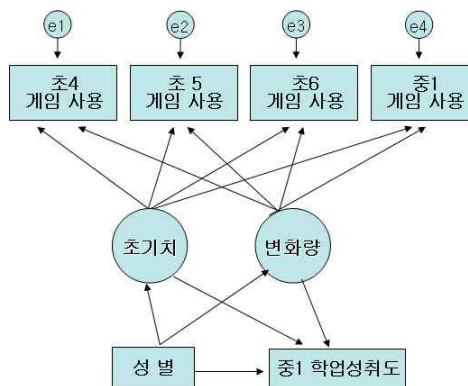 e1
e2
e3
e4
초4
게임 사용
초 5
게임 사용
초6
게임 사용
중1
게임 사용
초기치
변화량
성 별
중1 학업성취도